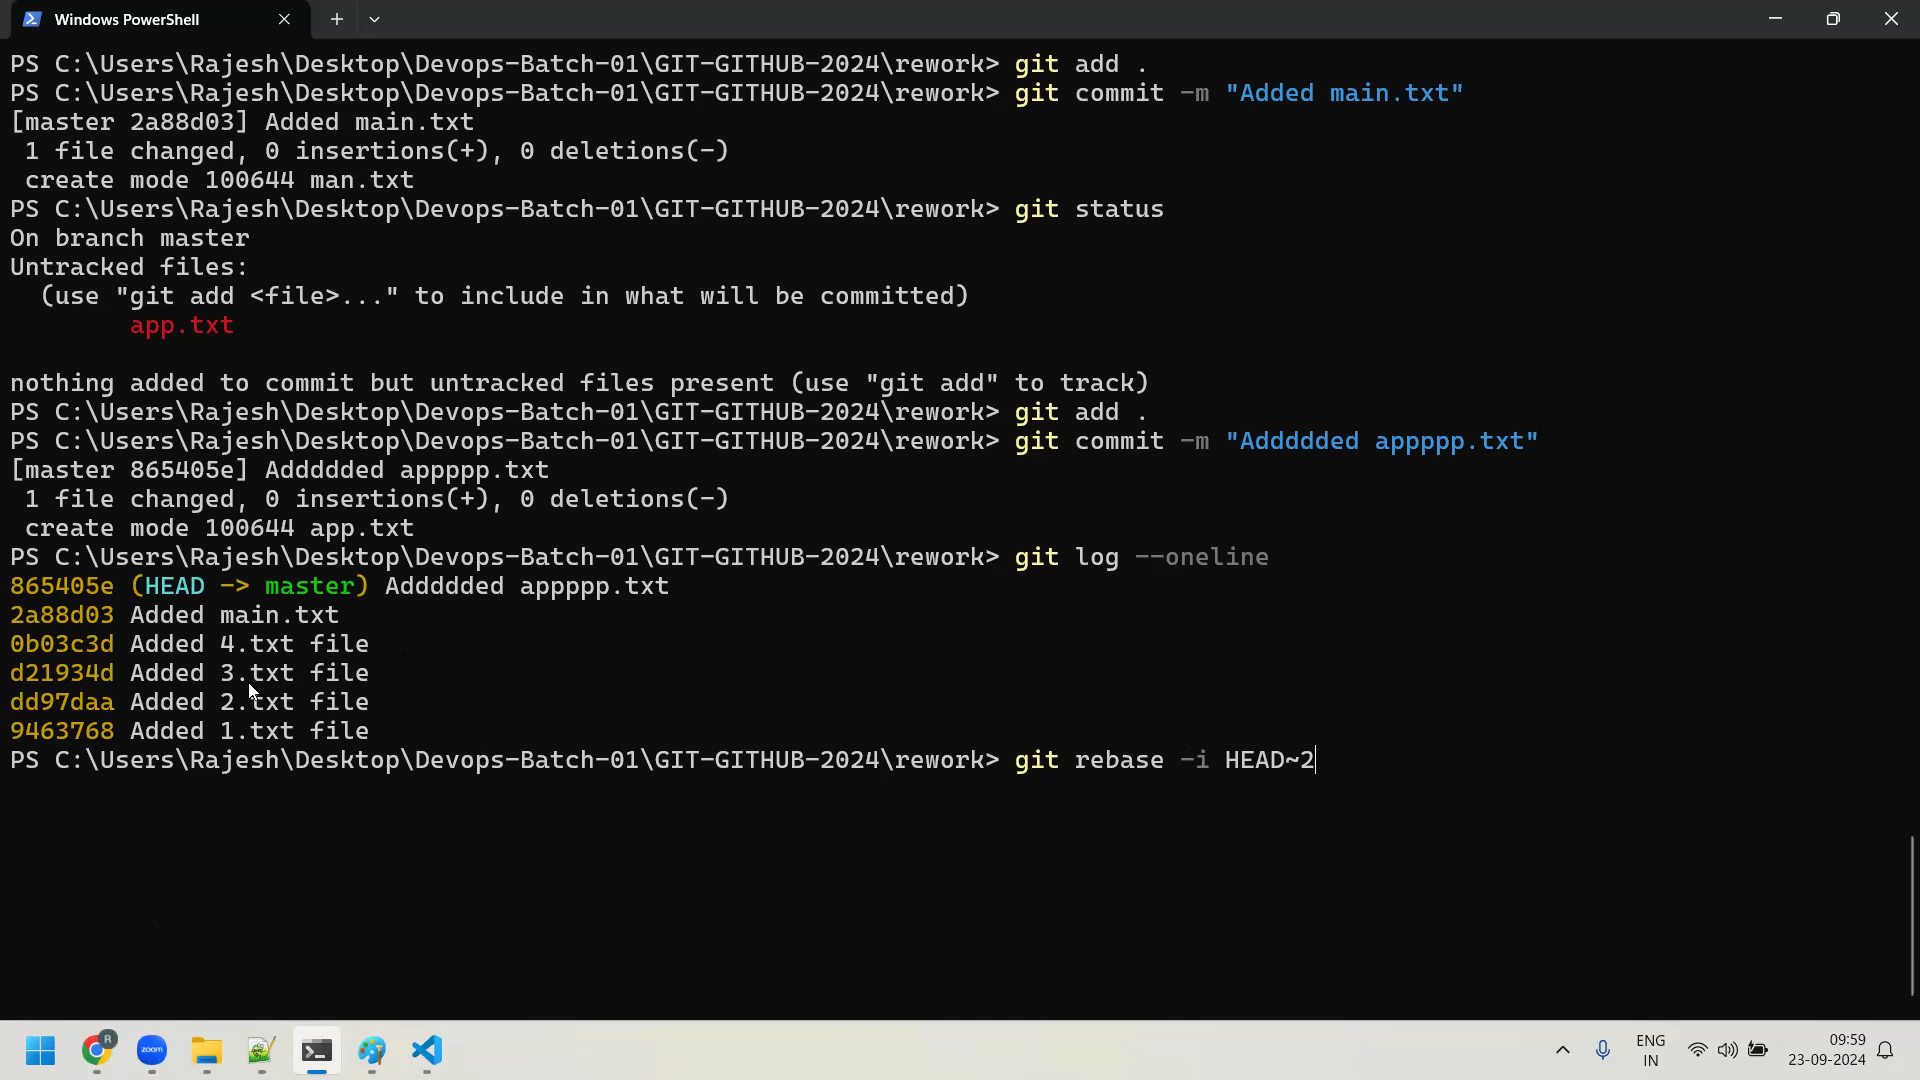 Windows PowerShell
PS C:\Users\Rajesh\Desktop\Devops-Batch-01\GIT-GITHUB-2024\rework> git add .
PS C:\Users\Rajesh\Desktop\Devops-Batch-01\GIT-GITHUB-2024\rework> git commit -m "Added main.txt"
[master 2a88d03] Added main.txt
 1 file changed, 0 insertions(+), 0 deletions(-)
 create mode 100644 man.txt
PS C:\Users\Rajesh\Desktop\Devops-Batch-01\GIT-GITHUB-2024\rework> git status
On branch master
Untracked files:
  (use "git add <file>..." to include in what will be committed)
        app.txt
nothing added to commit but untracked files present (use "git add" to track)
PS C:\Users\Rajesh\Desktop\Devops-Batch-01\GIT-GITHUB-2024\rework> git add .
PS C:\Users\Rajesh\Desktop\Devops-Batch-01\GIT-GITHUB-2024\rework> git commit -m "Addddded appppp.txt"
[master 865405e] Addddded appppp.txt
 1 file changed, 0 insertions(+), 0 deletions(-)
 create mode 100644 app.txt
PS C:\Users\Rajesh\Desktop\Devops-Batch-01\GIT-GITHUB-2024\rework> git log --oneline
865405e (HEAD -> master) Addddded appppp.txt
2a88d03 Added main.txt
0b03c3d Added 4.txt file
d21934d Added 3.txt file
dd97daa Added 2.txt file
9463768 Added 1.txt file
PS C:\Users\Rajesh\Desktop\Devops-Batch-01\GIT-GITHUB-2024\rework> git rebase -i HEAD~2
R
zoom
ENG
IN
09:59
23-09-2024